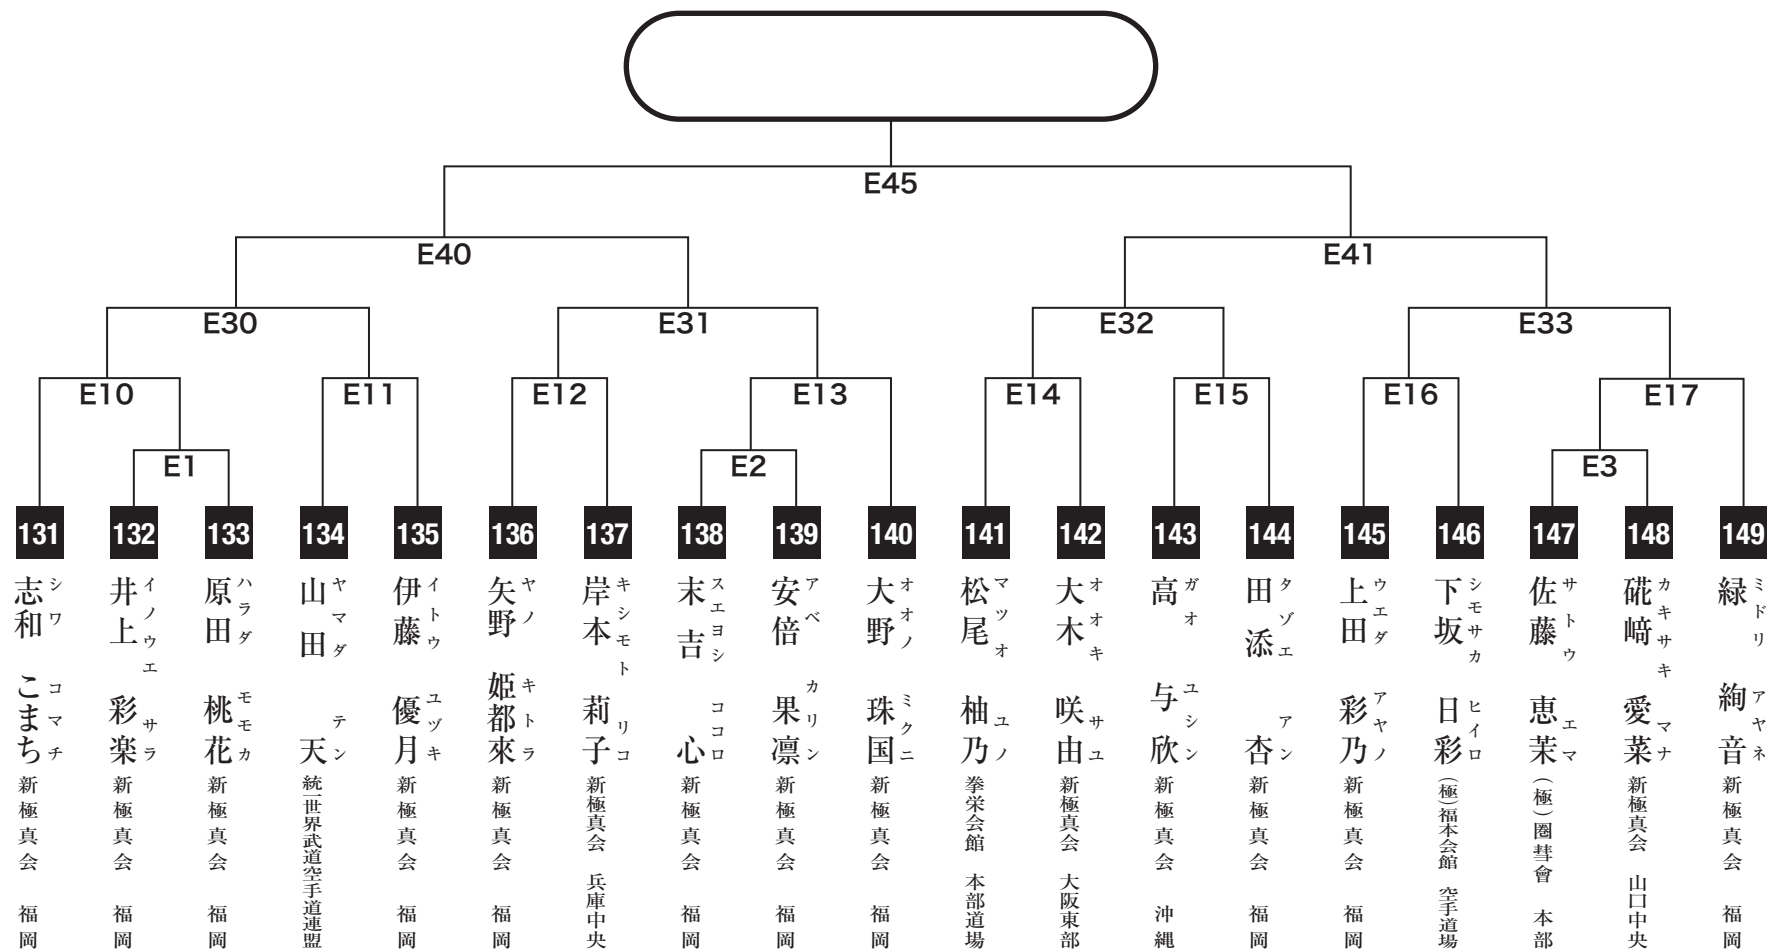 E45
E40
E41
E30
E31
E32
E33
E10
E11
E12
E13
E14
E15
E16
E17
E1
E2
E3
131
志和 こまち
シワ コマチ
新極真会 福岡
132
井上 彩楽
イノウエ サラ
新極真会 福岡
133
原田 桃花
ハラダ モモカ
新極真会 福岡
134
山田 天
ヤマダ テン
統一世界武道空手道連盟
135
伊藤 優月
イトウ ユヅキ
新極真会 福岡
136
矢野 姫都來
ヤノ キトラ
新極真会 福岡
137
岸本 莉子
キシモト リコ
新極真会 兵庫中央
138
末吉 心
スエヨシ ココロ
新極真会 福岡
139
安倍 果凛
アベ カリン
新極真会 福岡
140
大野 珠国
オオノ ミクニ
新極真会 福岡
141
松尾 柚乃
マツオ ユノ
拳栄会館 本部道場
142
大木 咲由
オオキ サユ
新極真会 大阪東部
143
高 与欣
ガオ ユシン
新極真会 沖縄
144
田添 杏
タゾエ アン
新極真会 福岡
145
上田 彩乃
ウエダ アヤノ
新極真会 福岡
146
下坂 日彩
シモサカ ヒイロ
(極)福本会館 空手道場
147
佐藤 恵茉
サトウ エマ
(極)圏彗會 本部
148
硴﨑 愛菜
カキサキ マナ
新極真会 山口中央
149
緑 絢音
ミドリ アヤネ
新極真会 福岡